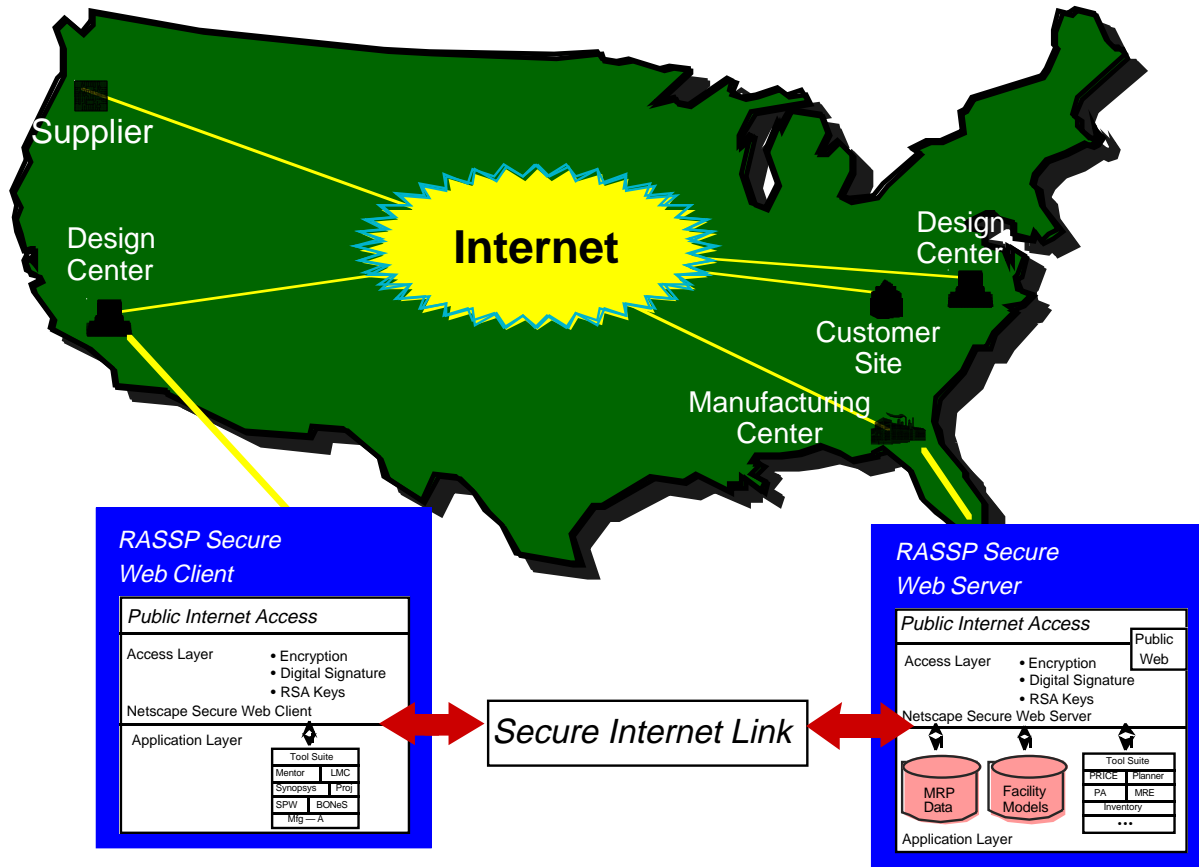 Supplier
Design
Center
Internet
Design
Center
Customer
Site
Manufacturing
Center
RASSP Secure
Web Client
Public Internet Access
Access Layer
• Encryption
• Digital Signature
• RSA Keys
Netscape Secure Web Client
Application Layer
Tool Suite
Mentor LMC
Synopsys Proj
SPW BONeS
Mfg — A
Secure Internet Link
RASSP Secure
Web Server
Public Internet Access
Public
Web
Access Layer
• Encryption
• Digital Signature
• RSA Keys
Netscape Secure Web Server
MRP
Data
Facility
Models
Tool Suite
PRICE Planner
PA MRE
Inventory
•••
Application Layer